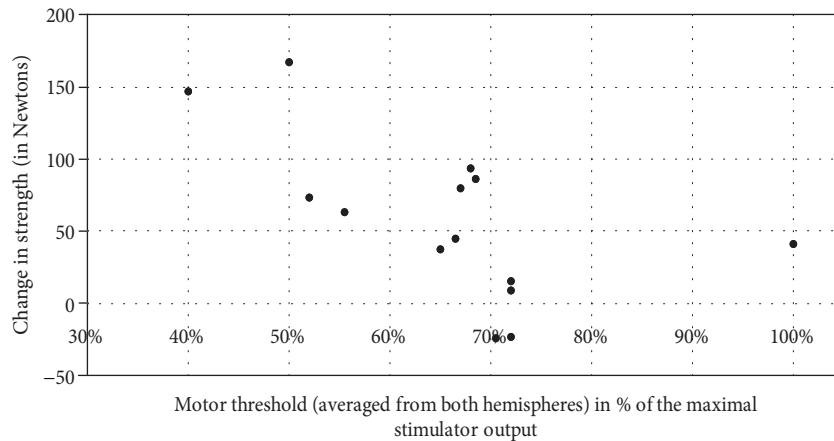 Change in strength (in Newtons)
200
150
100
50
0
−50
30% 40% 50% 60% 70% 80% 90% 100%
Motor threshold (averaged from both hemispheres) in % of the maximal
stimulator output